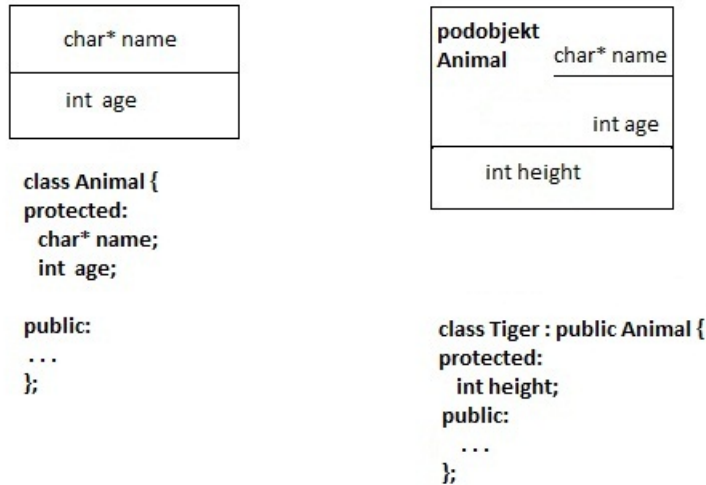 char* name
int age
class Animal {
protected:
char* name;
int age;
public:
. . .
};
podobjekt
Animal
char* name
int age
int height
class Tiger : public Animal {
protected:
int height;
public:
. . .
};